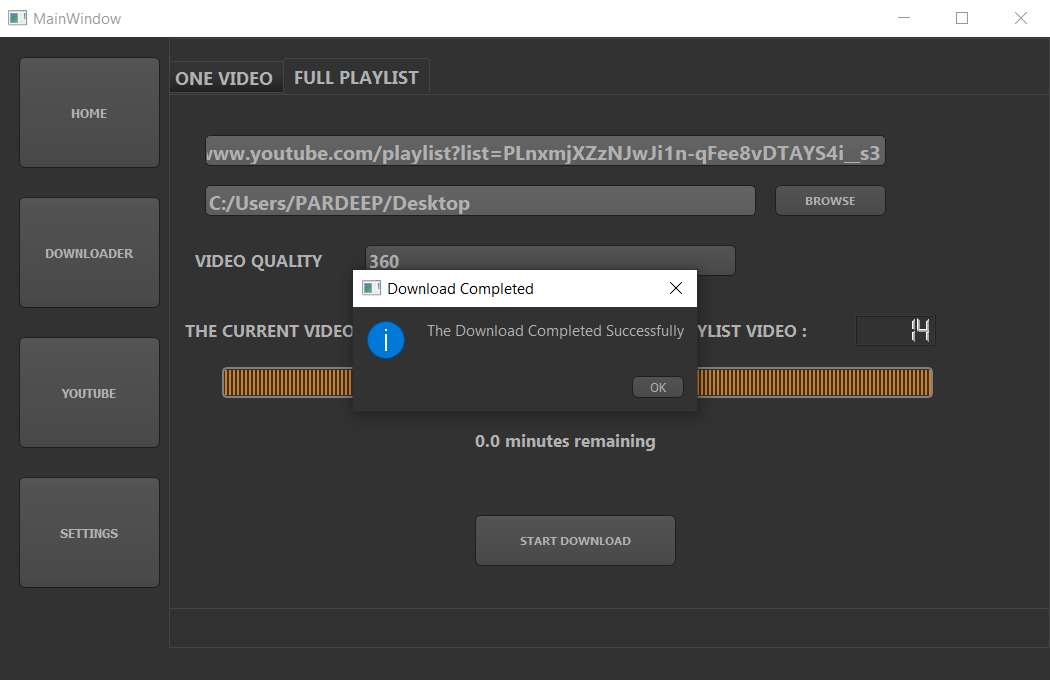 MainWindow
HOME
DOWNLOADER
YOUTUBE
SETTINGS
ONE VIDEO FULL PLAYLIST
www.youtube.com/playlist?list=PLnxmjXZzNJwJi1n-qFee8vDTAYS4i__s3
C:/Users/PARDEEP/Desktop BROWSE
VIDEO QUALITY 360
Download Completed
The Download Completed Successfully
OK
THE CURRENT VIDEO YLIST VIDEO : 14
0.0 minutes remaining
START DOWNLOAD